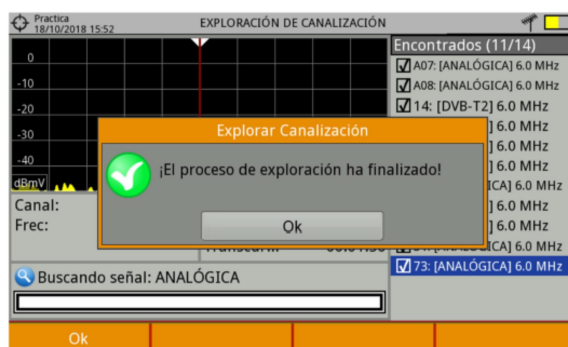 Practica
18/10/2018 15:52
EXPLORACIÓN DE CANALIZACIÓN
Encontrados (11/14)
0
-10
-20
-30
-40
dBmV
A07: [ANALÓGICA] 6.0 MHz
A08: [ANALÓGICA] 6.0 MHz
14: [DVB-T2] 6.0 MHz
] 6.0 MHz
] 6.0 MHz
] 6.0 MHz
ICA] 6.0 MHz
] 6.0 MHz
] 6.0 MHz
6.0 MHz
73: [ANALÓGICA] 6.0 MHz
Explorar Canalización
¡El proceso de exploración ha finalizado!
Ok
Canal:
Frec:
Buscando señal: ANALÓGICA
Ok